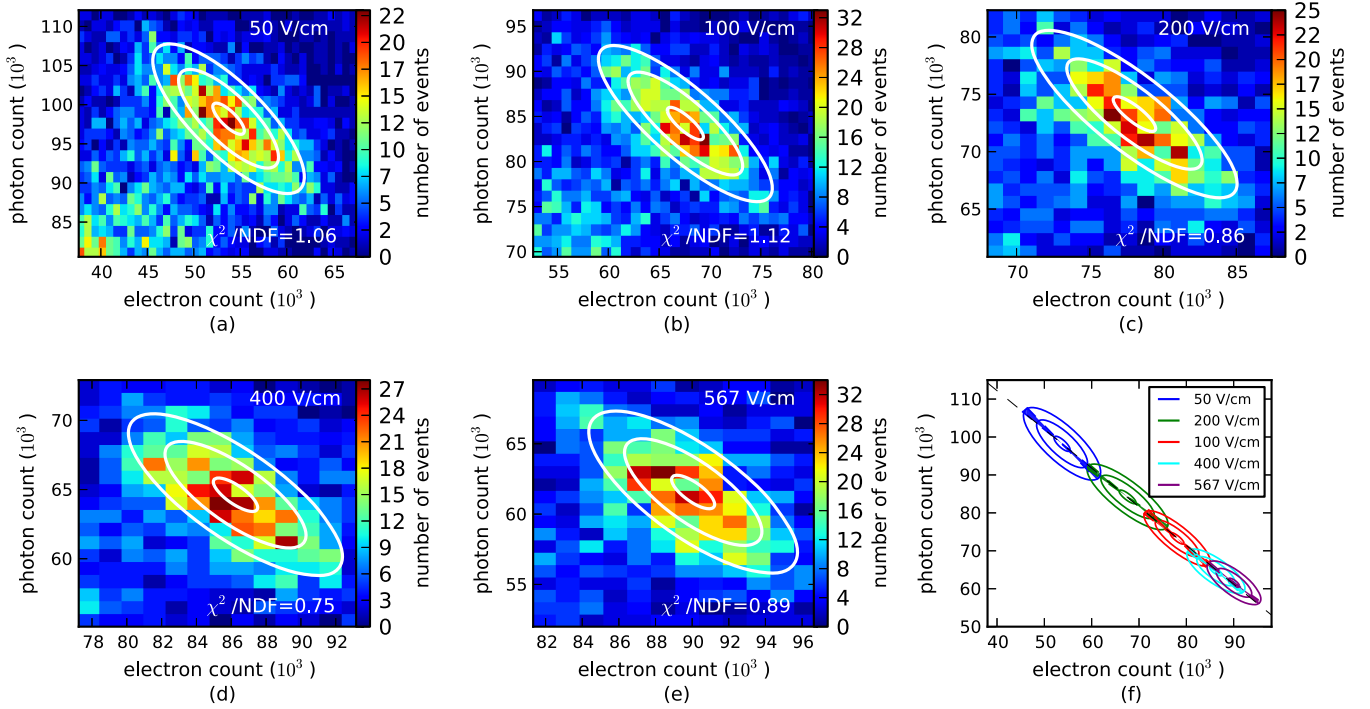 50 V/cm
photon count (10³ )
110
105
100
95
90
85
40 45 50 55 60 65
electron count (10³ )
χ² /NDF=1.06
22
20
17
15
12
10
7
5
2
0
number of events
(a)
100 V/cm
photon count (10³ )
95
90
85
80
75
70
55 60 65 70 75 80
electron count (10³ )
χ² /NDF=1.12
32
28
24
20
16
12
8
4
0
number of events
(b)
200 V/cm
photon count (10³ )
80
75
70
65
70 75 80 85
electron count (10³ )
χ² /NDF=0.86
25
22
20
17
15
12
10
7
5
2
0
number of events
(c)
400 V/cm
photon count (10³ )
70
65
60
78 80 82 84 86 88 90 92
electron count (10³ )
χ² /NDF=0.75
27
24
21
18
15
12
9
6
3
0
number of events
(d)
567 V/cm
photon count (10³ )
65
60
55
82 84 86 88 90 92 94 96
electron count (10³ )
χ² /NDF=0.89
32
28
24
20
16
12
8
4
0
number of events
(e)
photon count (10³ )
110
100
90
80
70
60
50
40 50 60 70 80 90
electron count (10³ )
50 V/cm
200 V/cm
100 V/cm
400 V/cm
567 V/cm
(f)